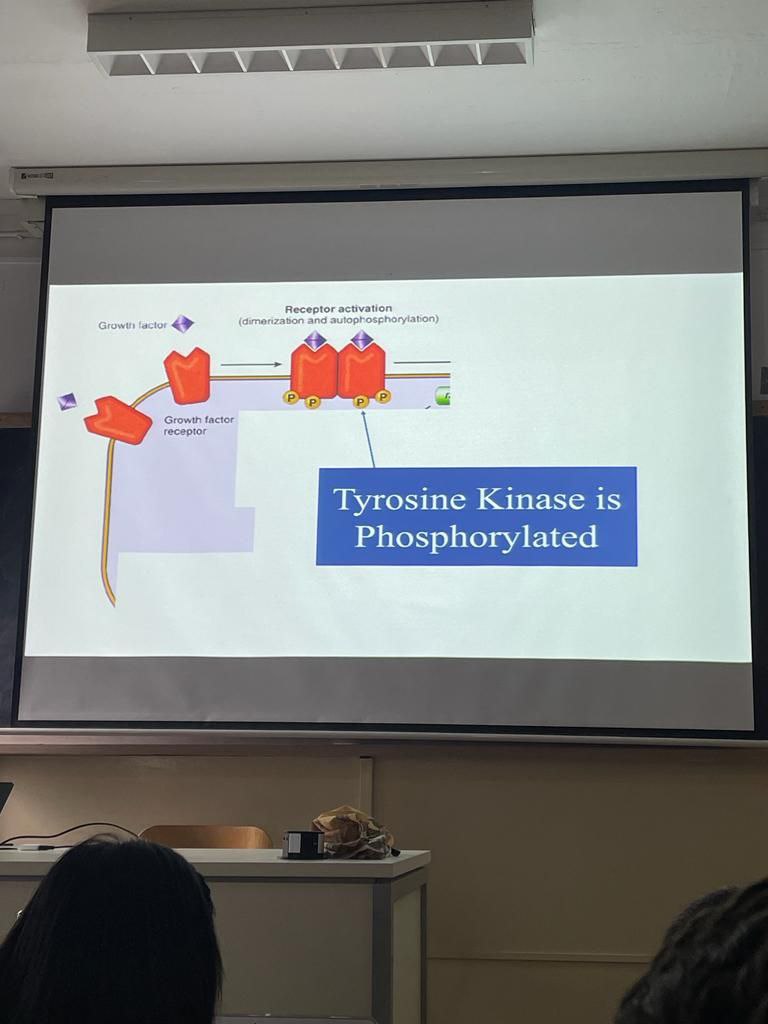 Growth factor
Receptor activation
(dimerization and autophosphorylation)
Growth factor
receptor
P P P P
Tyrosine Kinase is
Phosphorylated